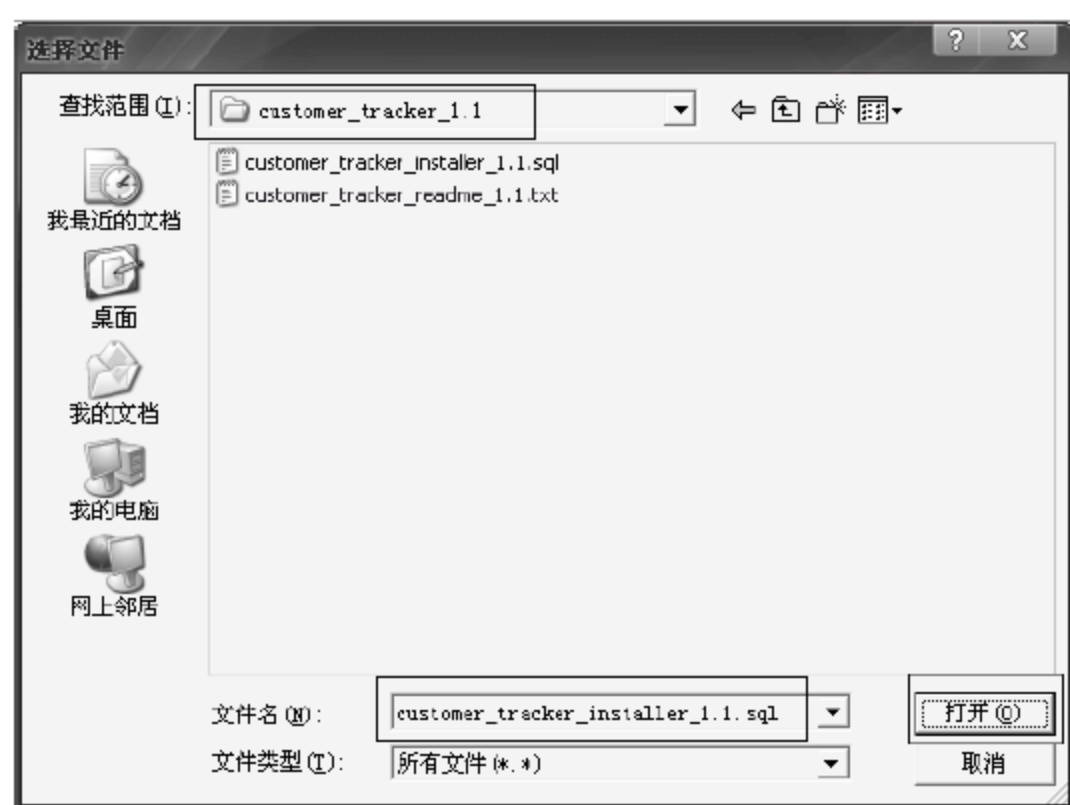 选择文件
? X
查找范围(I): customer_tracker_1.1
customer_tracker_installer_1.1.sql
customer_tracker_readme_1.1.txt
我最近的文档
桌面
我的文档
我的电脑
网上邻居
文件名(N): customer_tracker_installer_1.1.sql 打开(O)
文件类型(T): 所有文件(*.*) 取消